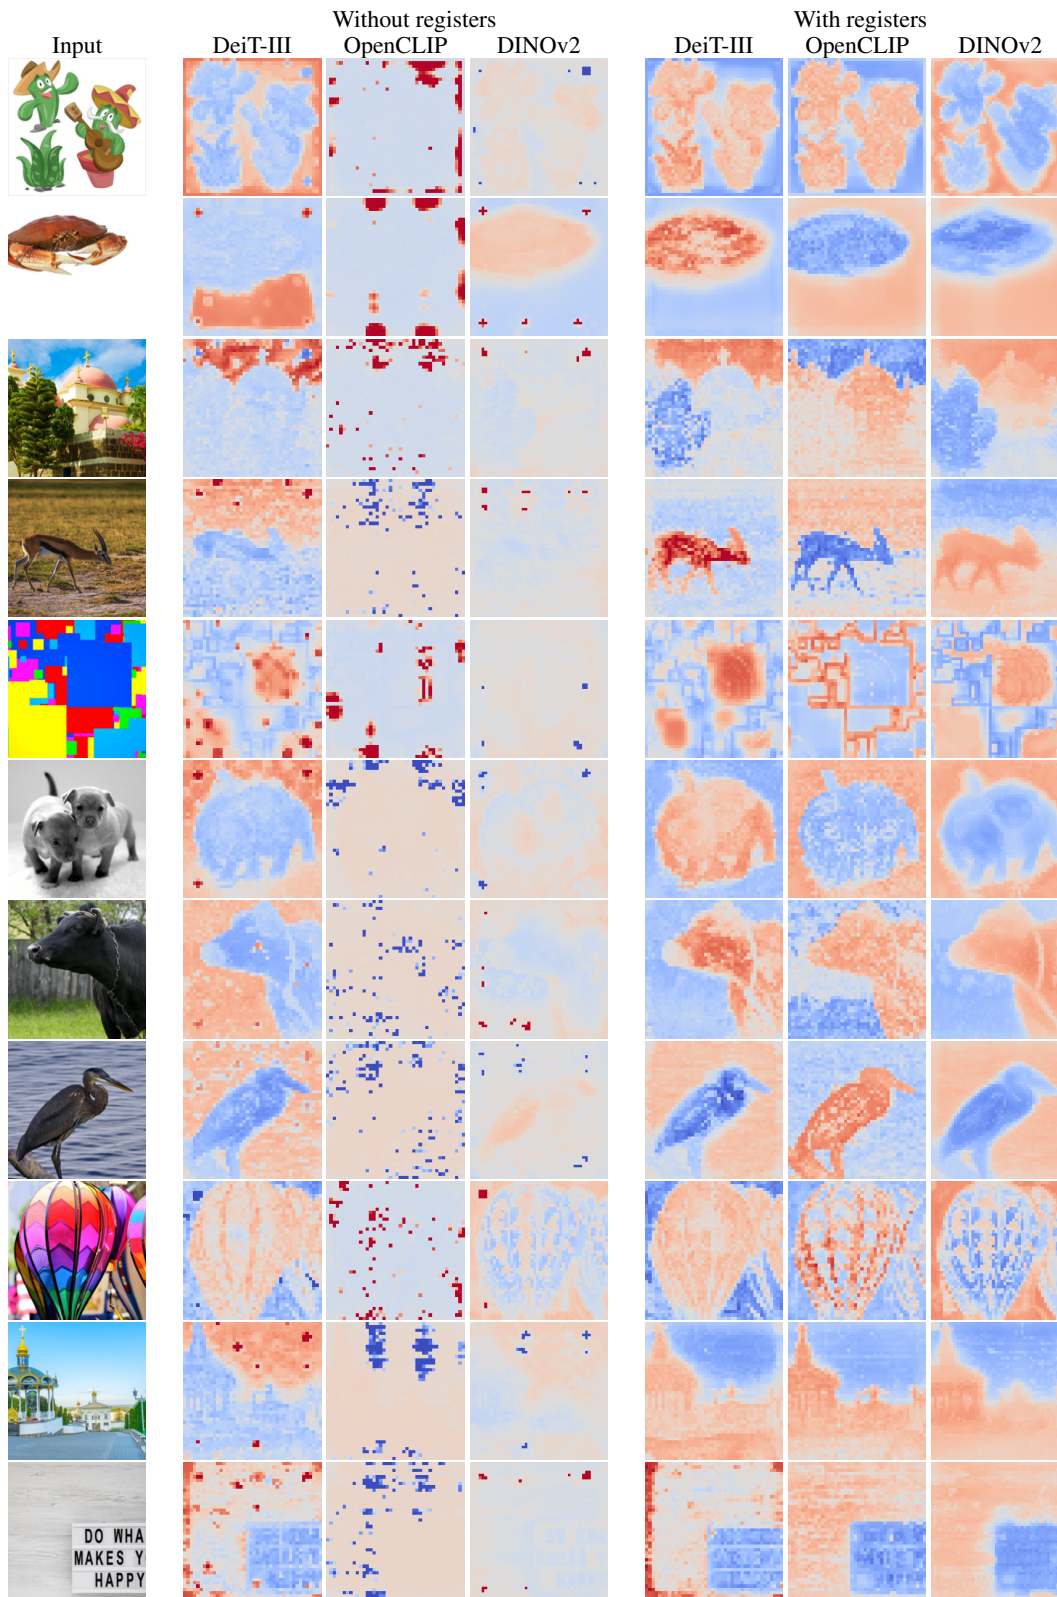 Without registers
With registers
Input
DeiT-III
OpenCLIP
DINOv2
DeiT-III
OpenCLIP
DINOv2
DO WHA
MAKES Y
HAPPY